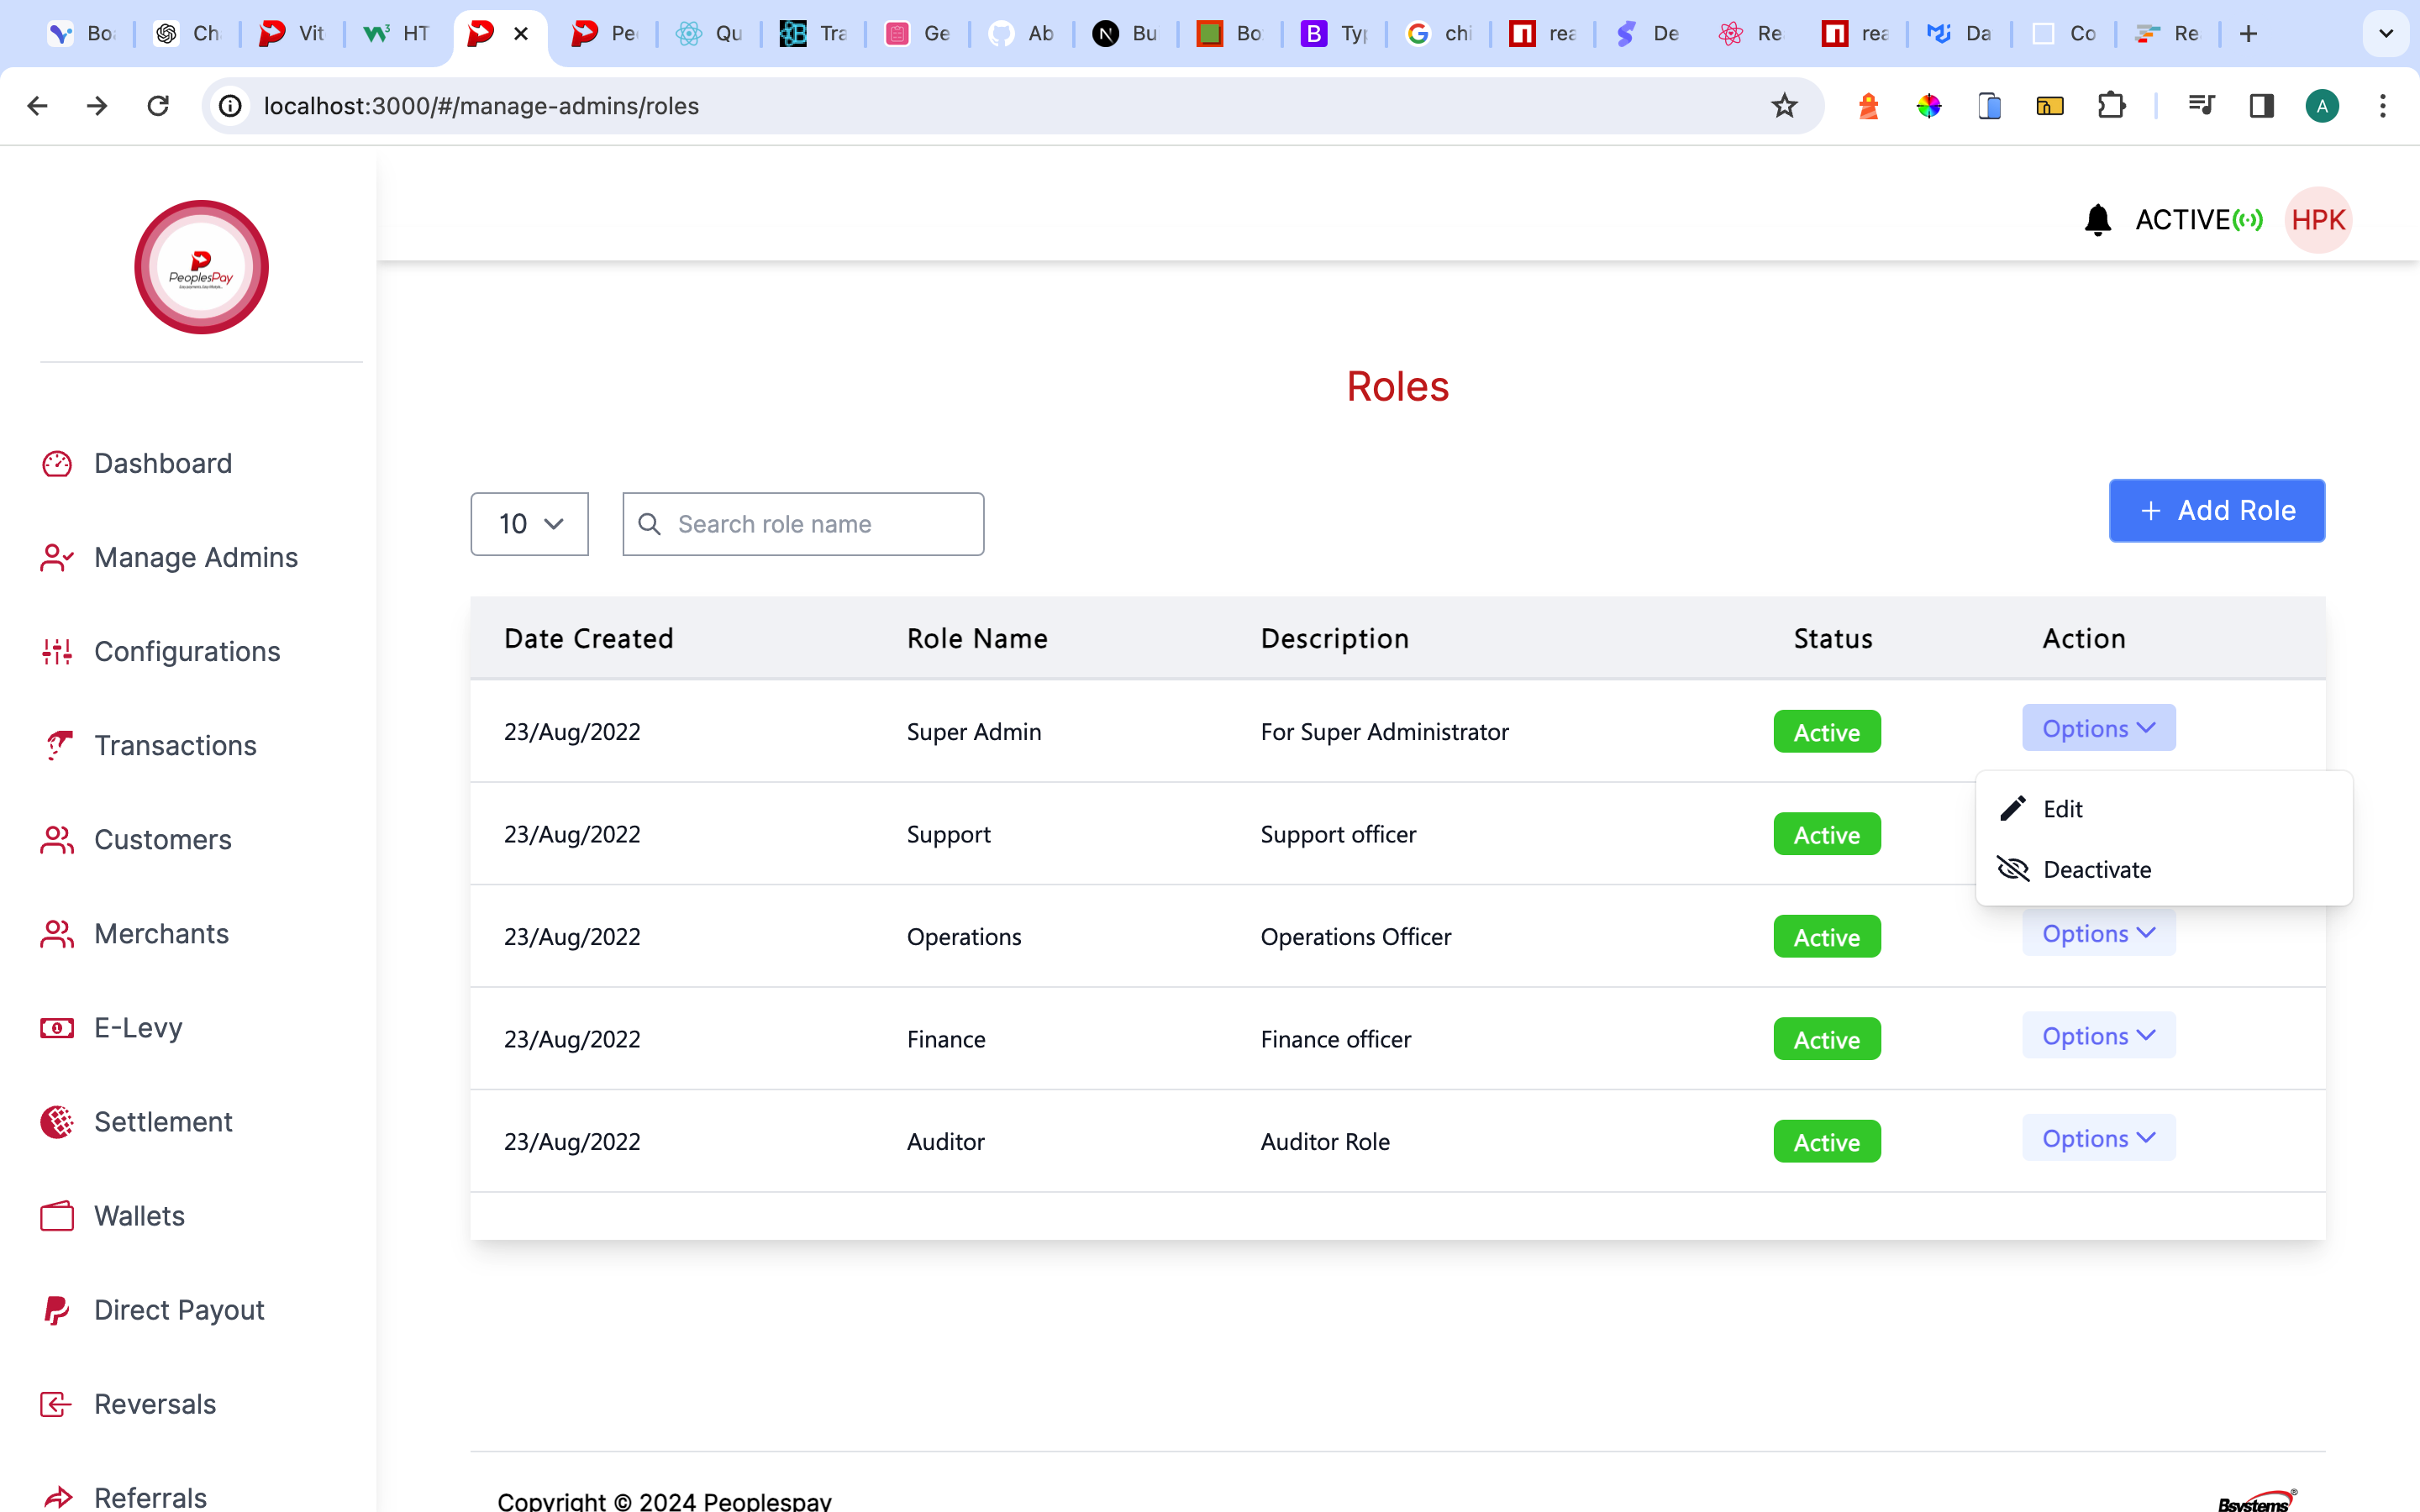 Boa Ch Vit HT Pe Qu Tra Ge Ab Bu Bo Typ chi rea De Re rea Da Co Re
localhost:3000/#/manage-admins/roles
A
ACTIVE HPK
PeoplesPay
Roles
Dashboard
Manage Admins
Configurations
Transactions
Customers
Merchants
E-Levy
Settlement
Wallets
Direct Payout
Reversals
Referrals
10
Search role name
+ Add Role
Date Created Role Name Description Status Action
23/Aug/2022 Super Admin For Super Administrator Active Options
Edit
Deactivate
23/Aug/2022 Support Support officer Active
23/Aug/2022 Operations Operations Officer Active Options
23/Aug/2022 Finance Finance officer Active Options
23/Aug/2022 Auditor Auditor Role Active Options
Copyright © 2024 Peoplespay
Bsystems®